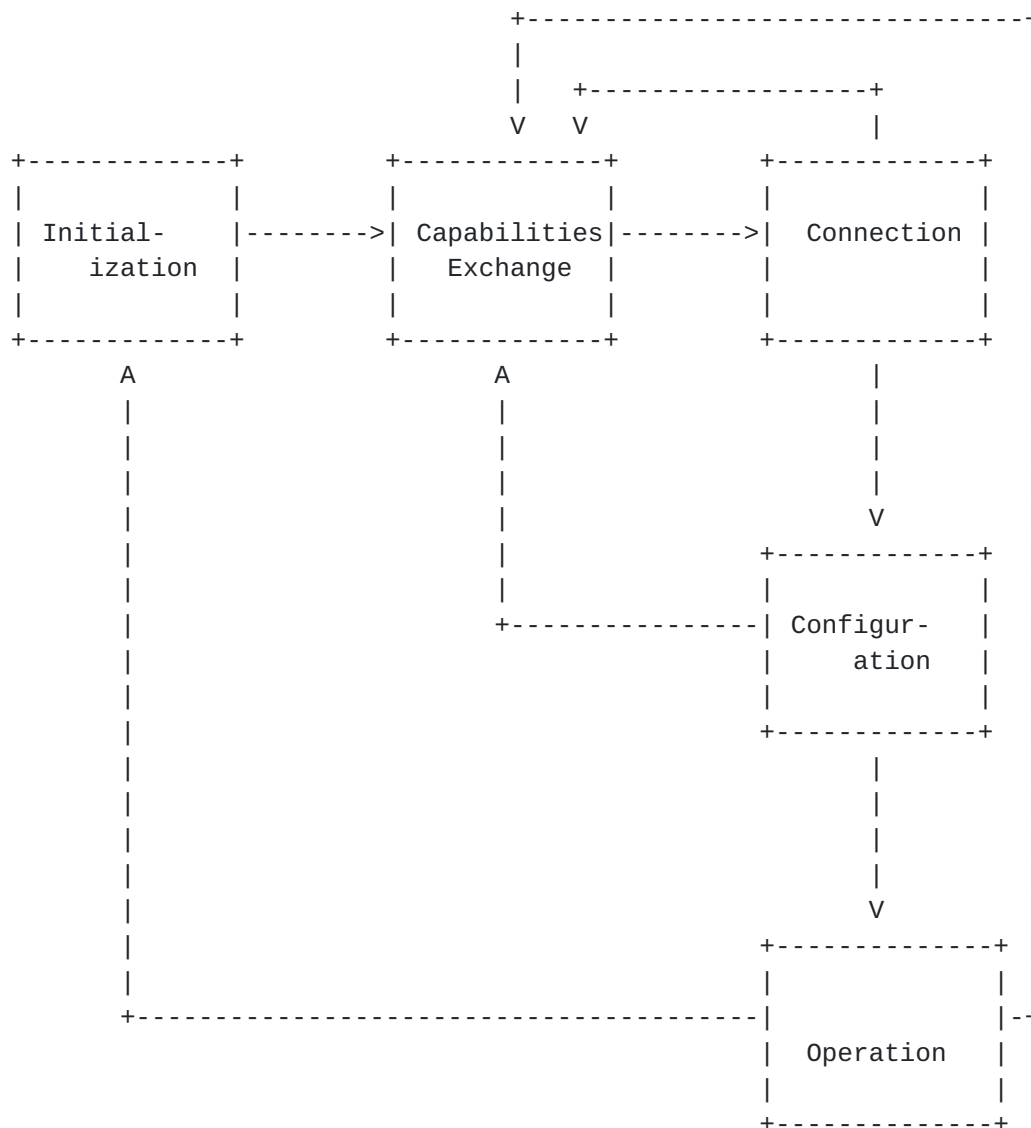 Initial-
ization
Capabilities
Exchange
Connection
Configur-
ation
Operation